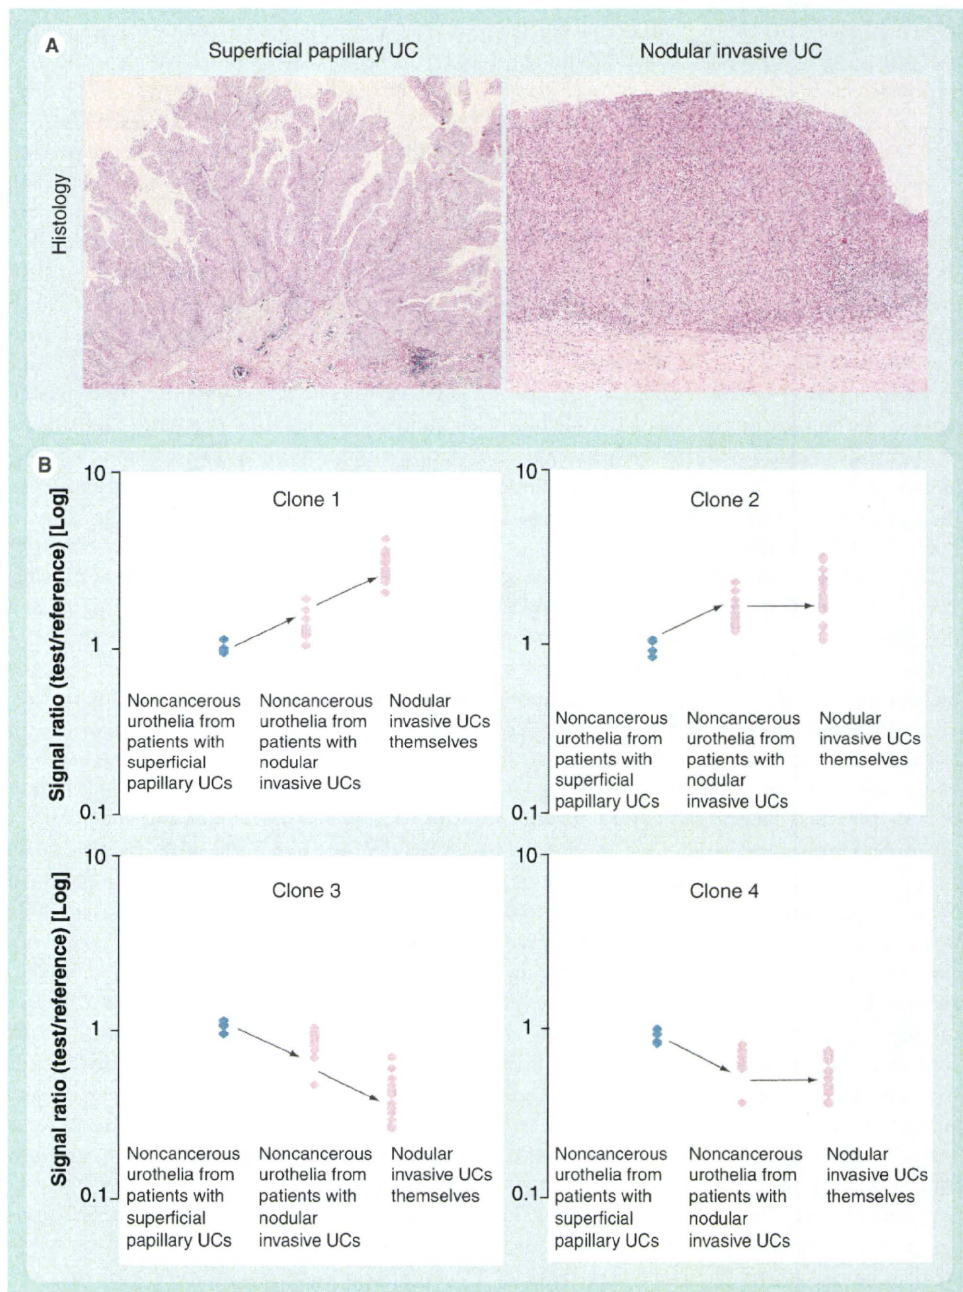 A
Superficial papillary UC
Nodular invasive UC
Histology
B
Signal ratio (test/reference) [Log]
10
1
0.1
Clone 1
Noncancerous
urothelia from
patients with
superficial
papillary UCs
Noncancerous
urothelia from
patients with
nodular
invasive UCs
Nodular
invasive UCs
themselves
10
1
0.1
Clone 2
Noncancerous
urothelia from
patients with
superficial
papillary UCs
Noncancerous
urothelia from
patients with
nodular
invasive UCs
Nodular
invasive UCs
themselves
Signal ratio (test/reference) [Log]
10
1
0.1
Clone 3
Noncancerous
urothelia from
patients with
superficial
papillary UCs
Noncancerous
urothelia from
patients with
nodular
invasive UCs
Nodular
invasive UCs
themselves
10
1
0.1
Clone 4
Noncancerous
urothelia from
patients with
superficial
papillary UCs
Noncancerous
urothelia from
patients with
nodular
invasive UCs
Nodular
invasive UCs
themselves